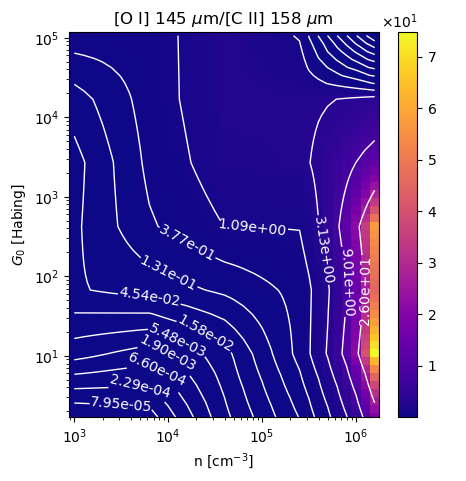 [O I] 145 μm/[C II] 158 μm
×10¹
10⁵
10⁴
10³
10²
10¹
G₀ [Habing]
10³
10⁴
10⁵
10⁶
n [cm⁻³]
7
6
5
4
3
2
1
3.77e-01
1.09e+00
3.13e+00
9.01e+00
2.60e+01
1.31e-01
4.54e-02
1.58e-02
5.48e-03
1.90e-03
6.60e-04
2.29e-04
7.95e-05